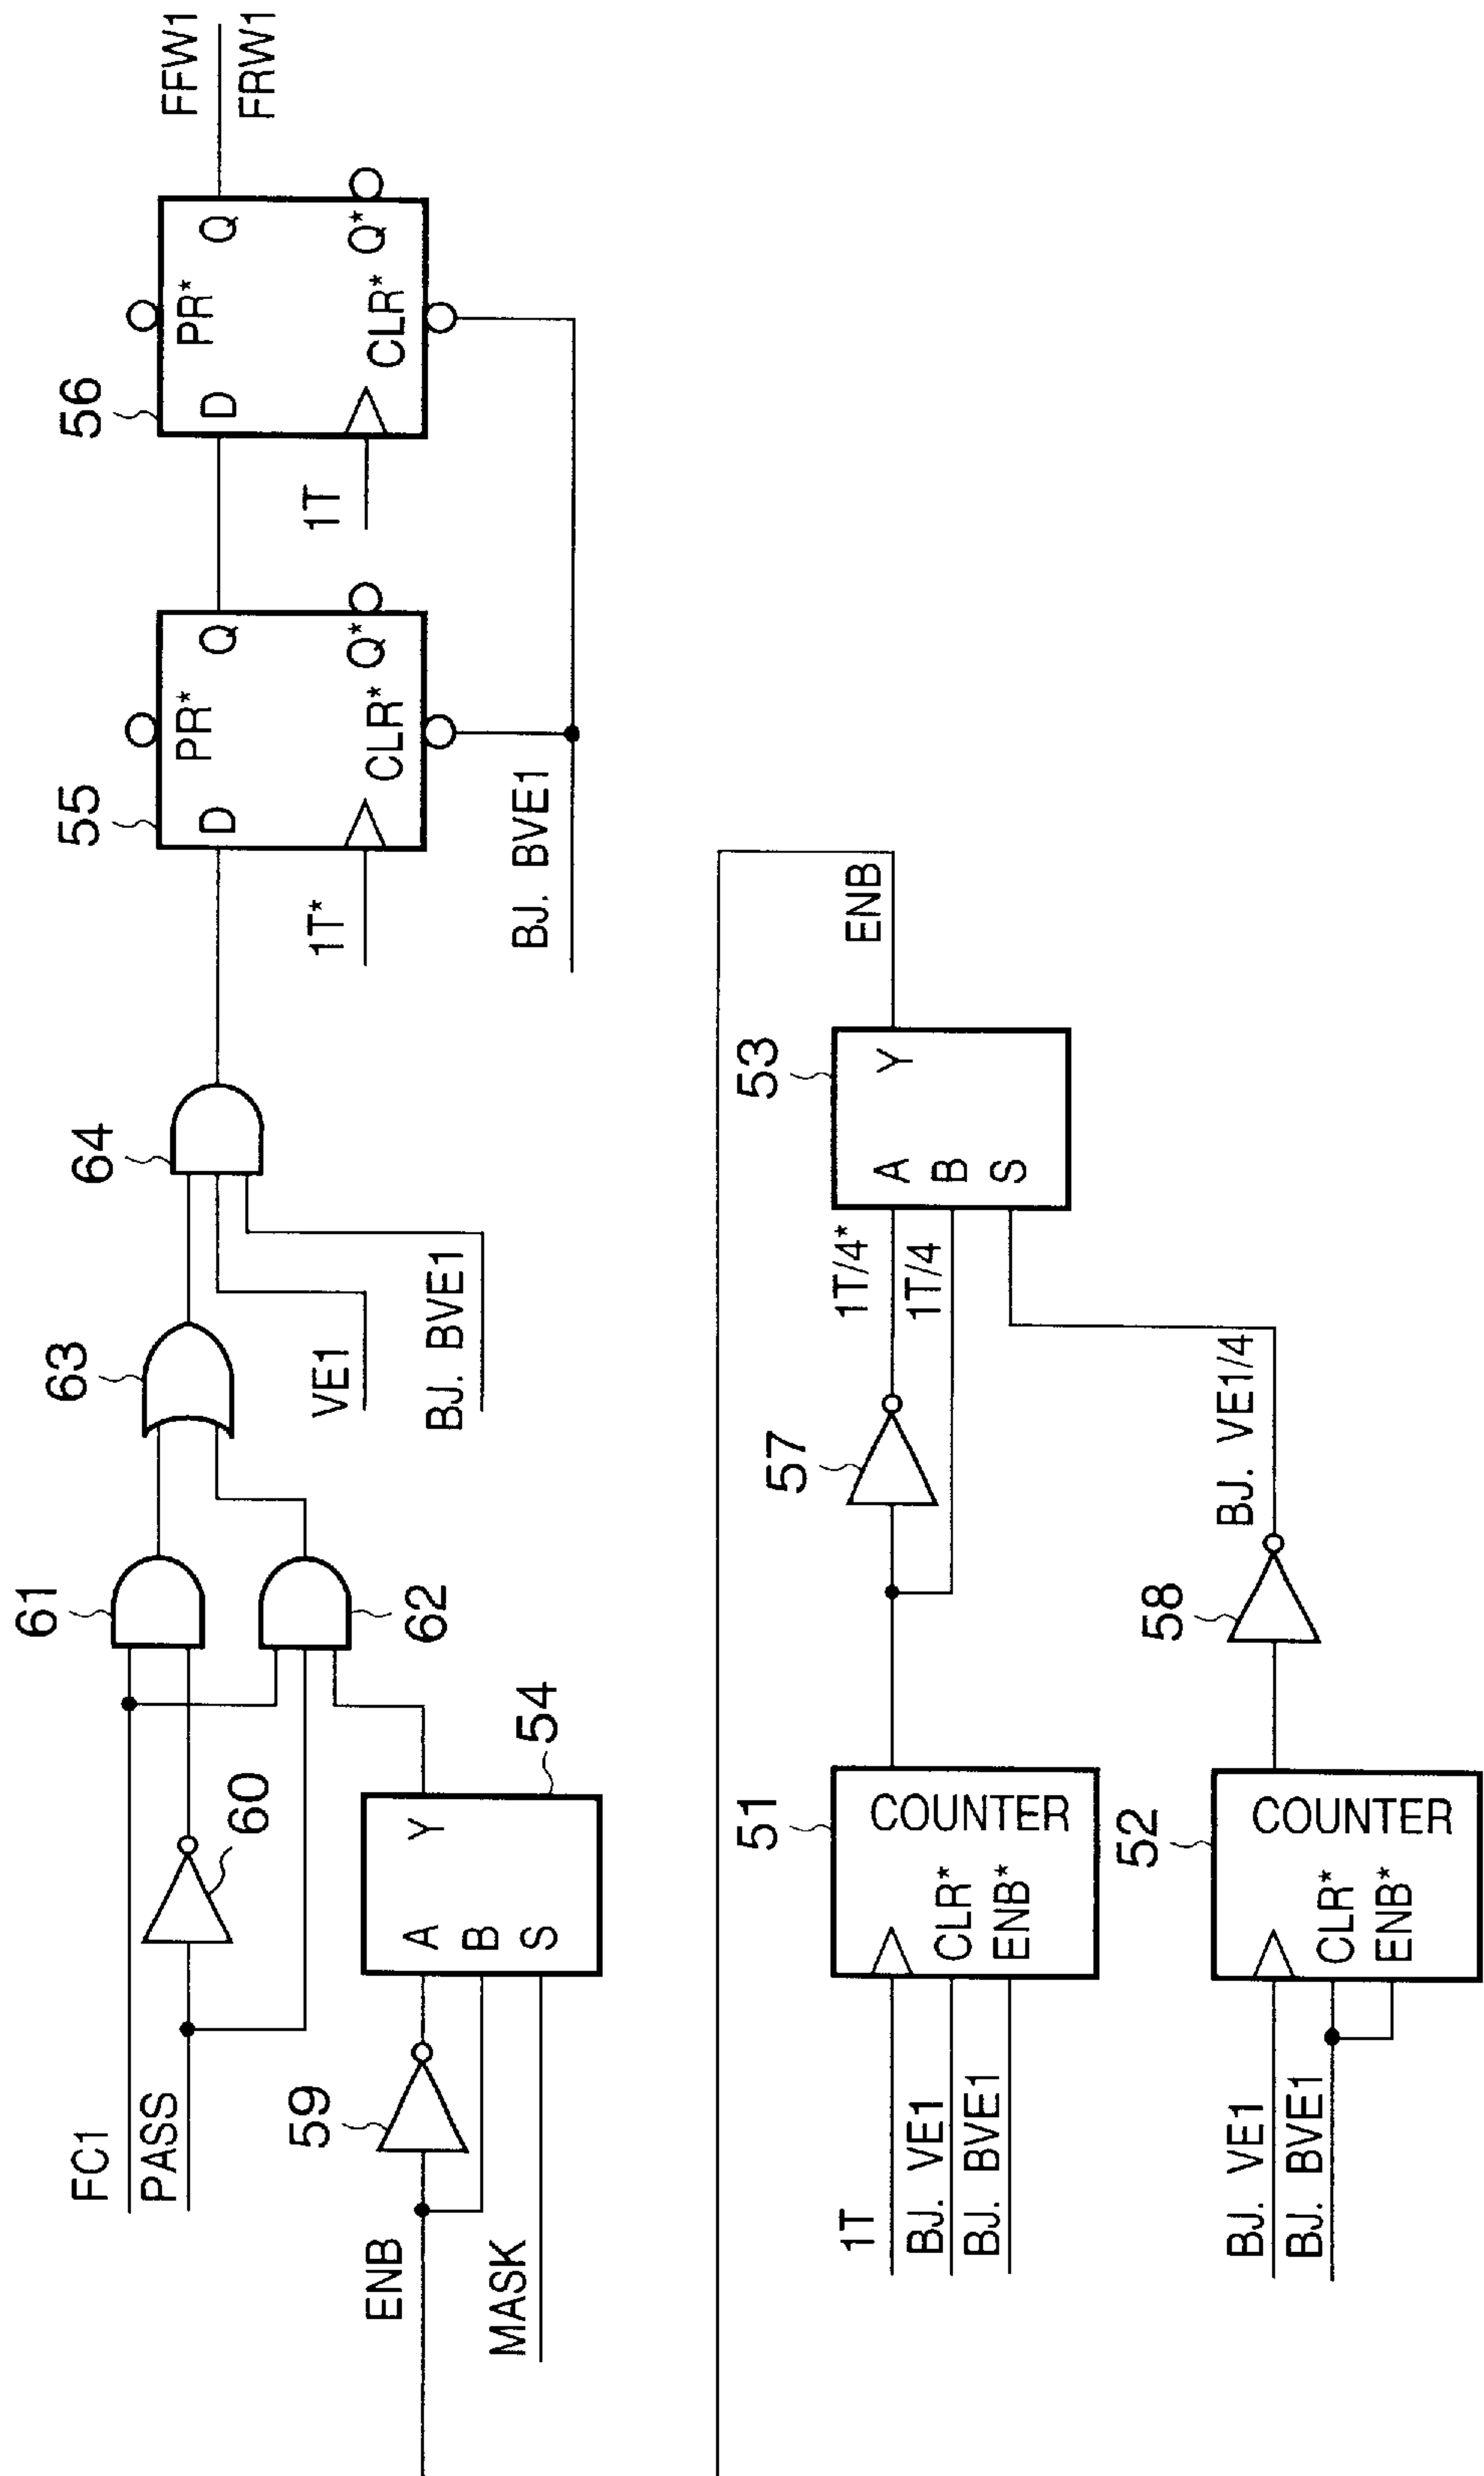 FC1
PASS
60
61
62
63
64
VE1
BJ. BVE1
ENB
MASK
59
A
B
S
Y
54
55
D
PR*
Q
1T*
CLR*
Q*
BJ. BVE1
56
D
PR*
Q
1T
CLR*
Q*
FFW1
FRW1
1T
BJ. VE1
BJ. BVE1
51
COUNTER
CLR*
ENB*
57
1T/4*
1T/4
53
A
B
S
Y
ENB
BJ. VE1
BJ. BVE1
52
COUNTER
CLR*
ENB*
58
BJ. VE1/4